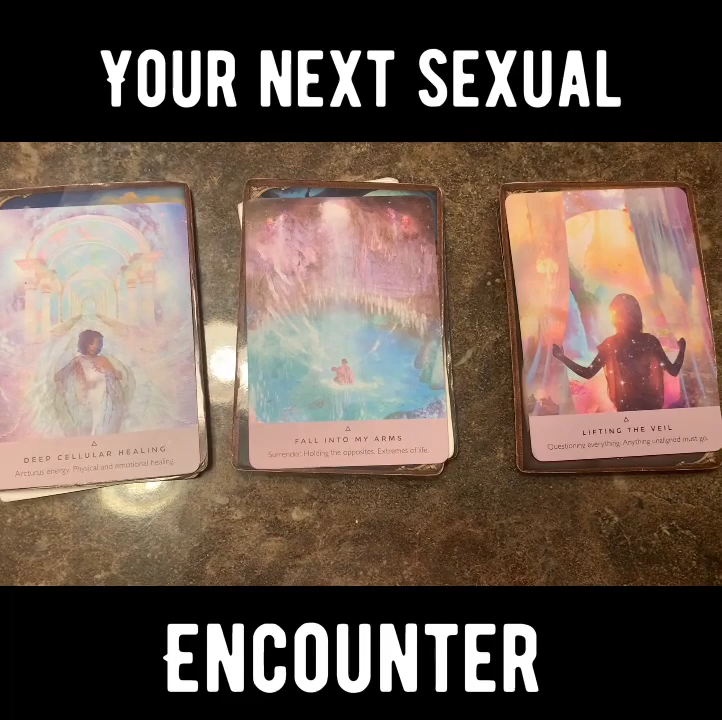 YOUR NEXT SEXUAL
DEEP CELLULAR HEALING
Arcturus energy. Physical and emotional healing.
FALL INTO MY ARMS
Surrender. Holding the opposites. Extremes of life.
LIFTING THE VEIL
Questioning everything. Anything unaligned must go.
ENCOUNTER